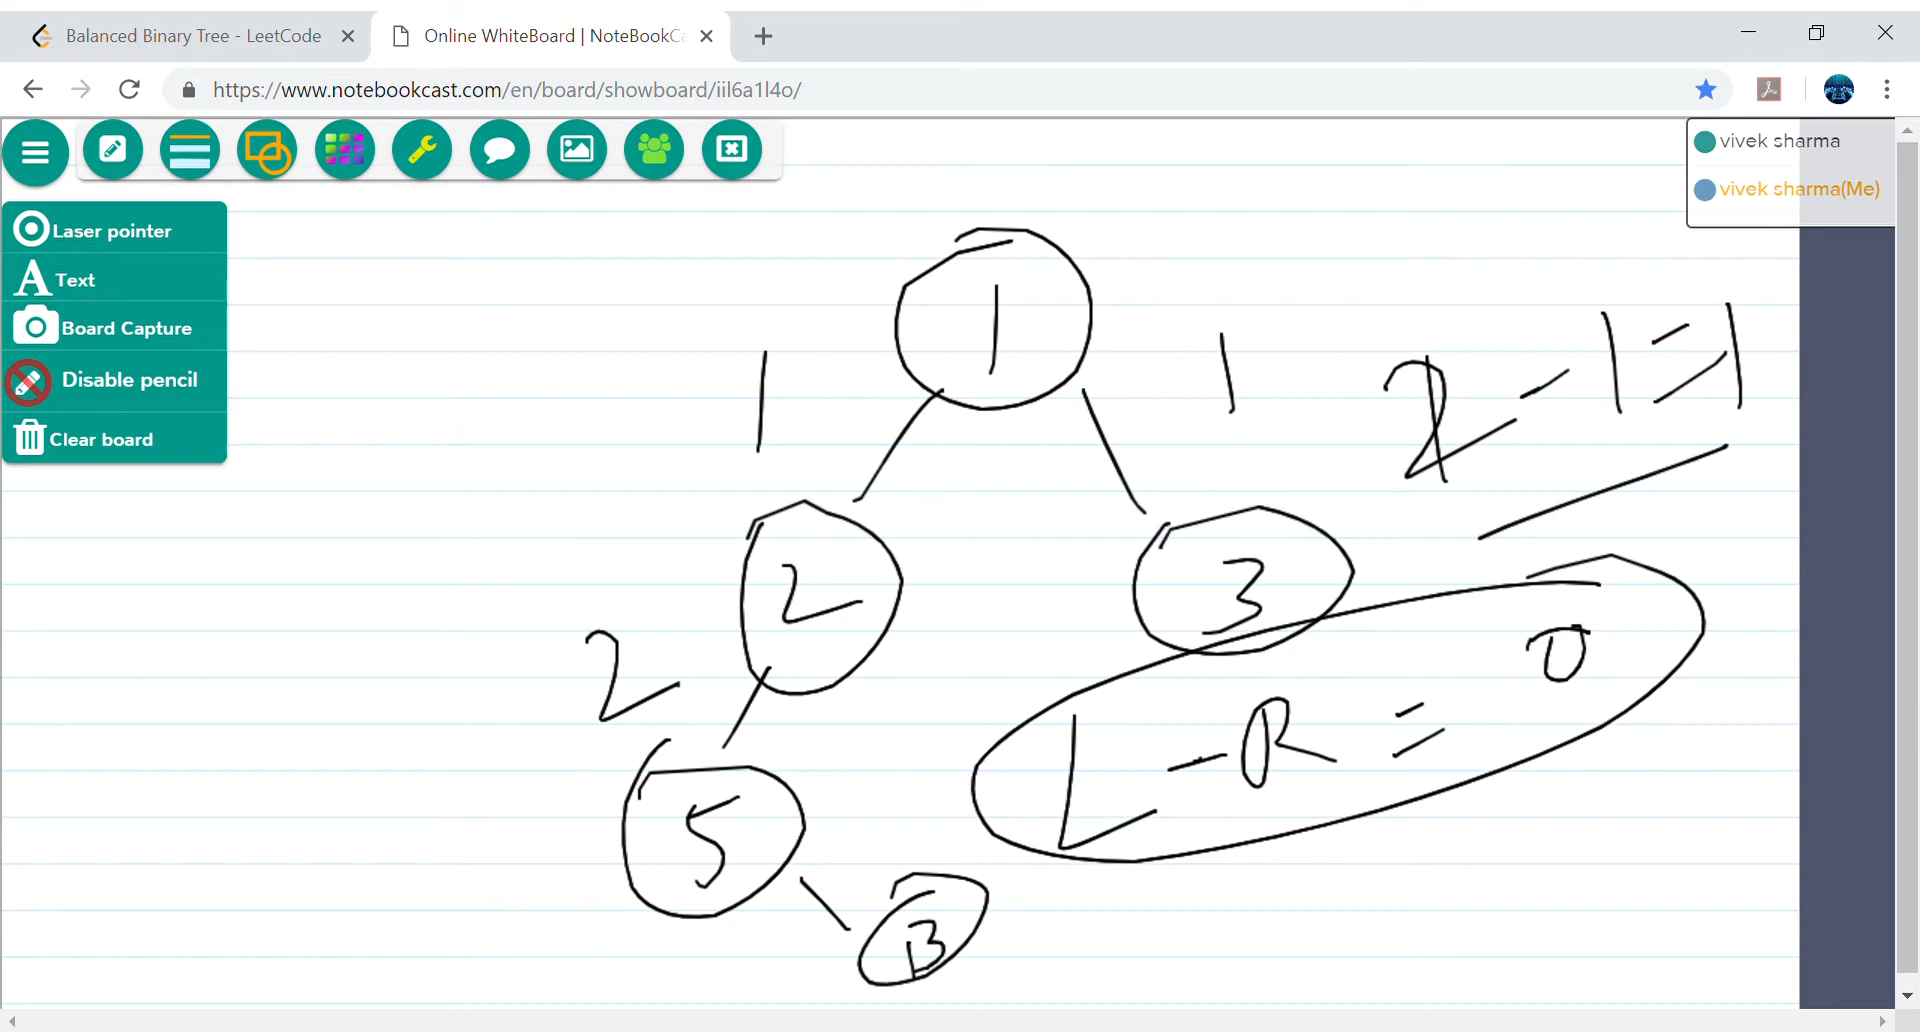 Balanced Binary Tree - LeetCode
Online WhiteBoard | NoteBookCa
https://www.notebookcast.com/en/board/showboard/iil6a1l4o/
vivek sharma
vivek sharma(Me)
Laser pointer
A Text
Board Capture
Disable pencil
Clear board
1
1
1
2 - 1 = 1
2
3
2
L - R = 0
5